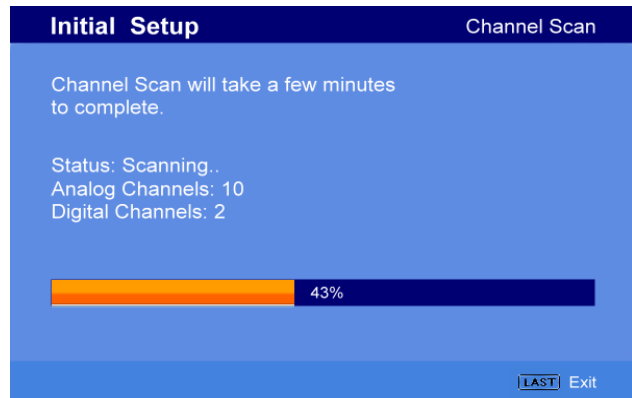 Initial Setup
Channel Scan
Channel Scan will take a few minutes
to complete.
Status: Scanning..
Analog Channels: 10
Digital Channels: 2
43%
LAST Exit